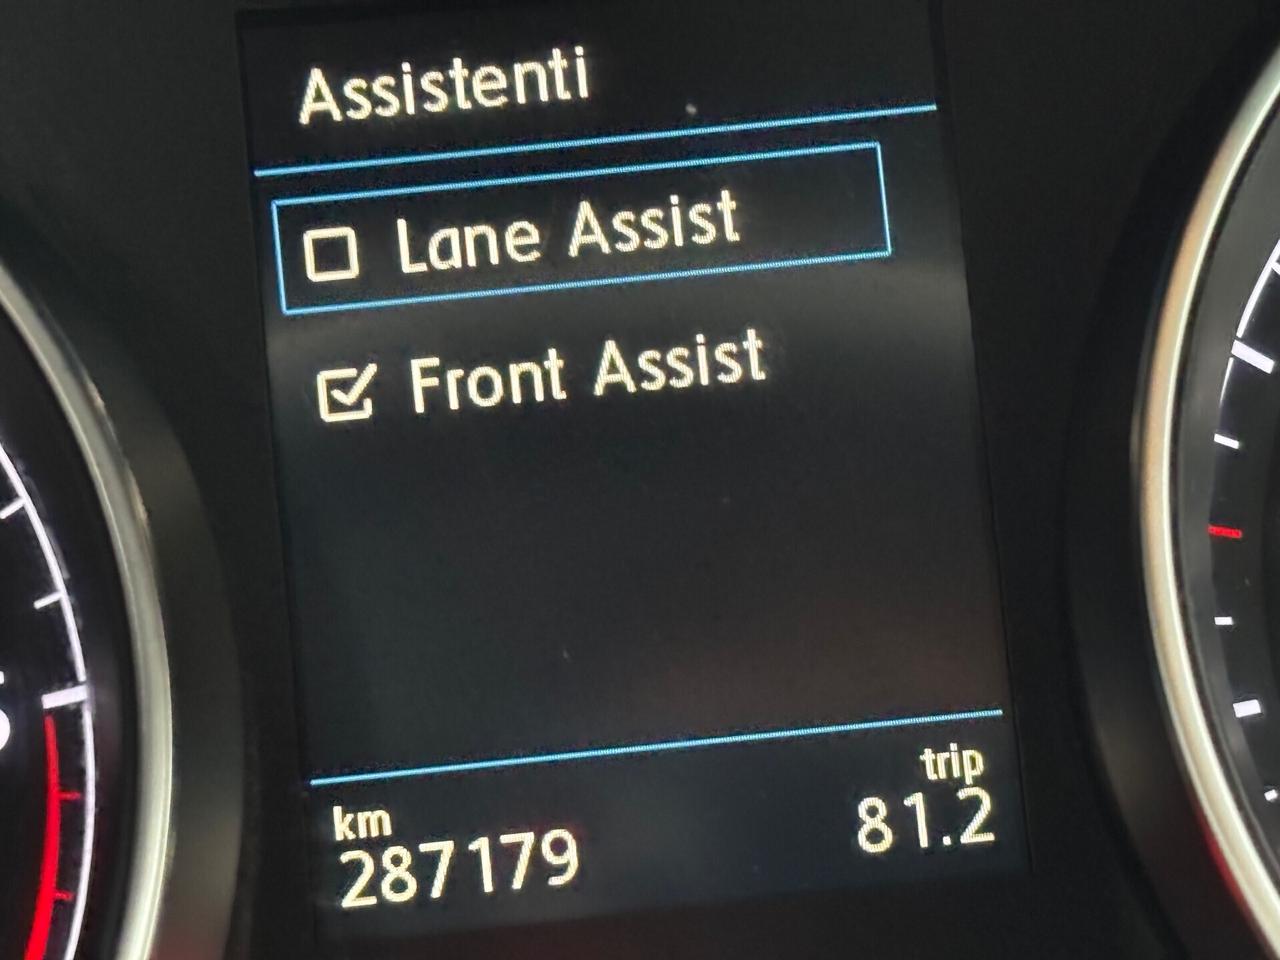 Assistenti
Lane Assist
Front Assist
km
287179
trip
81.2